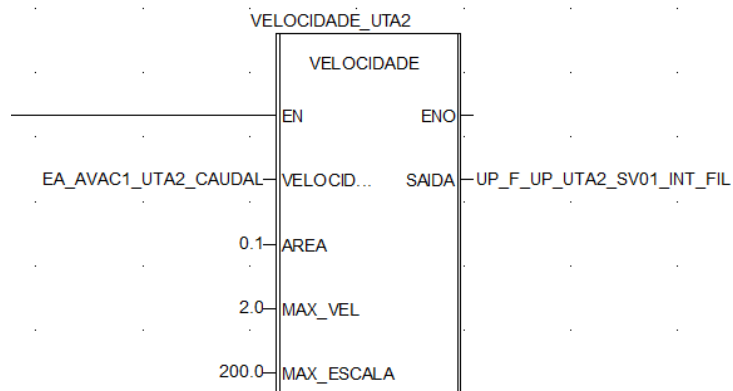 VELOCIDADE_UTA2
VELOCIDADE
EN ENO
EA_AVAC1_UTA2_CAUDAL VELOCID... SAIDA UP_F_UP_UTA2_SV01_INT_FIL
0.1 AREA
2.0 MAX_VEL
200.0 MAX_ESCALA